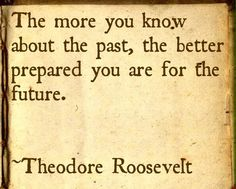 The more you know
about the past, the better
prepared you are for the
future.
~Theodore Roosevelt